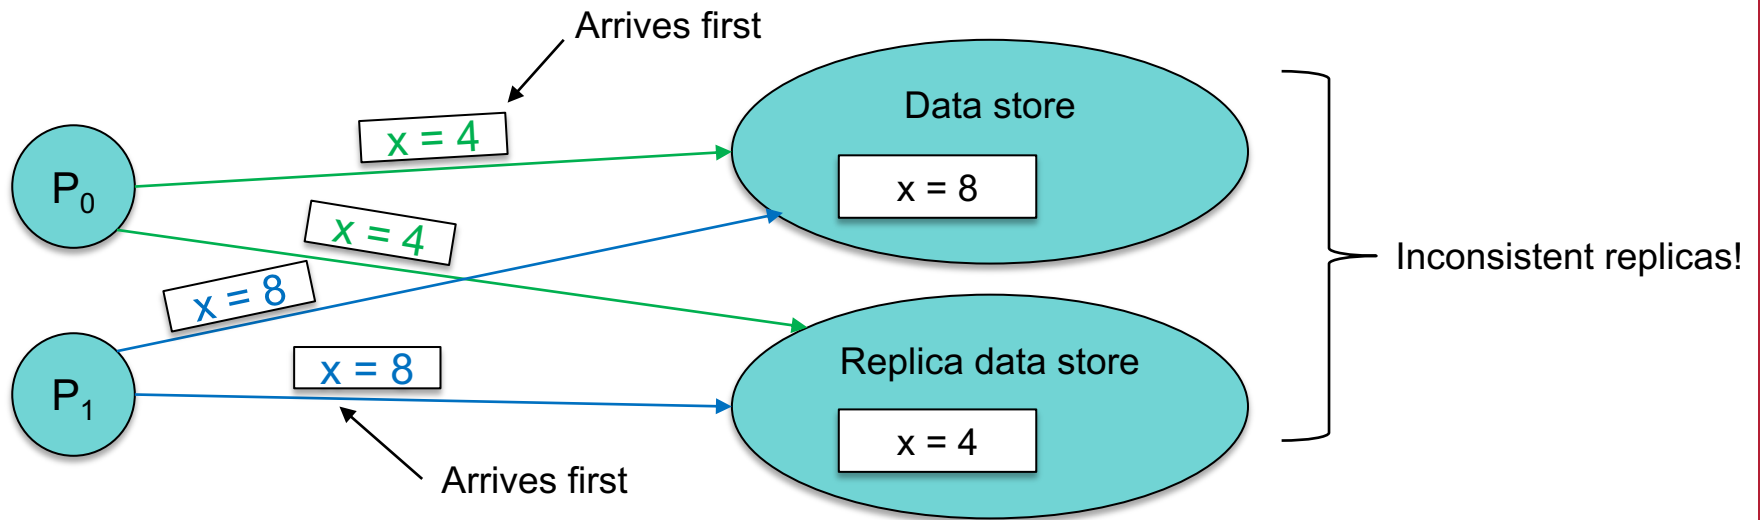 Arrives first
Data store
x = 4
P₀
x = 8
x = 4
Inconsistent replicas!
x = 8
Replica data store
x = 8
P₁
x = 4
Arrives first